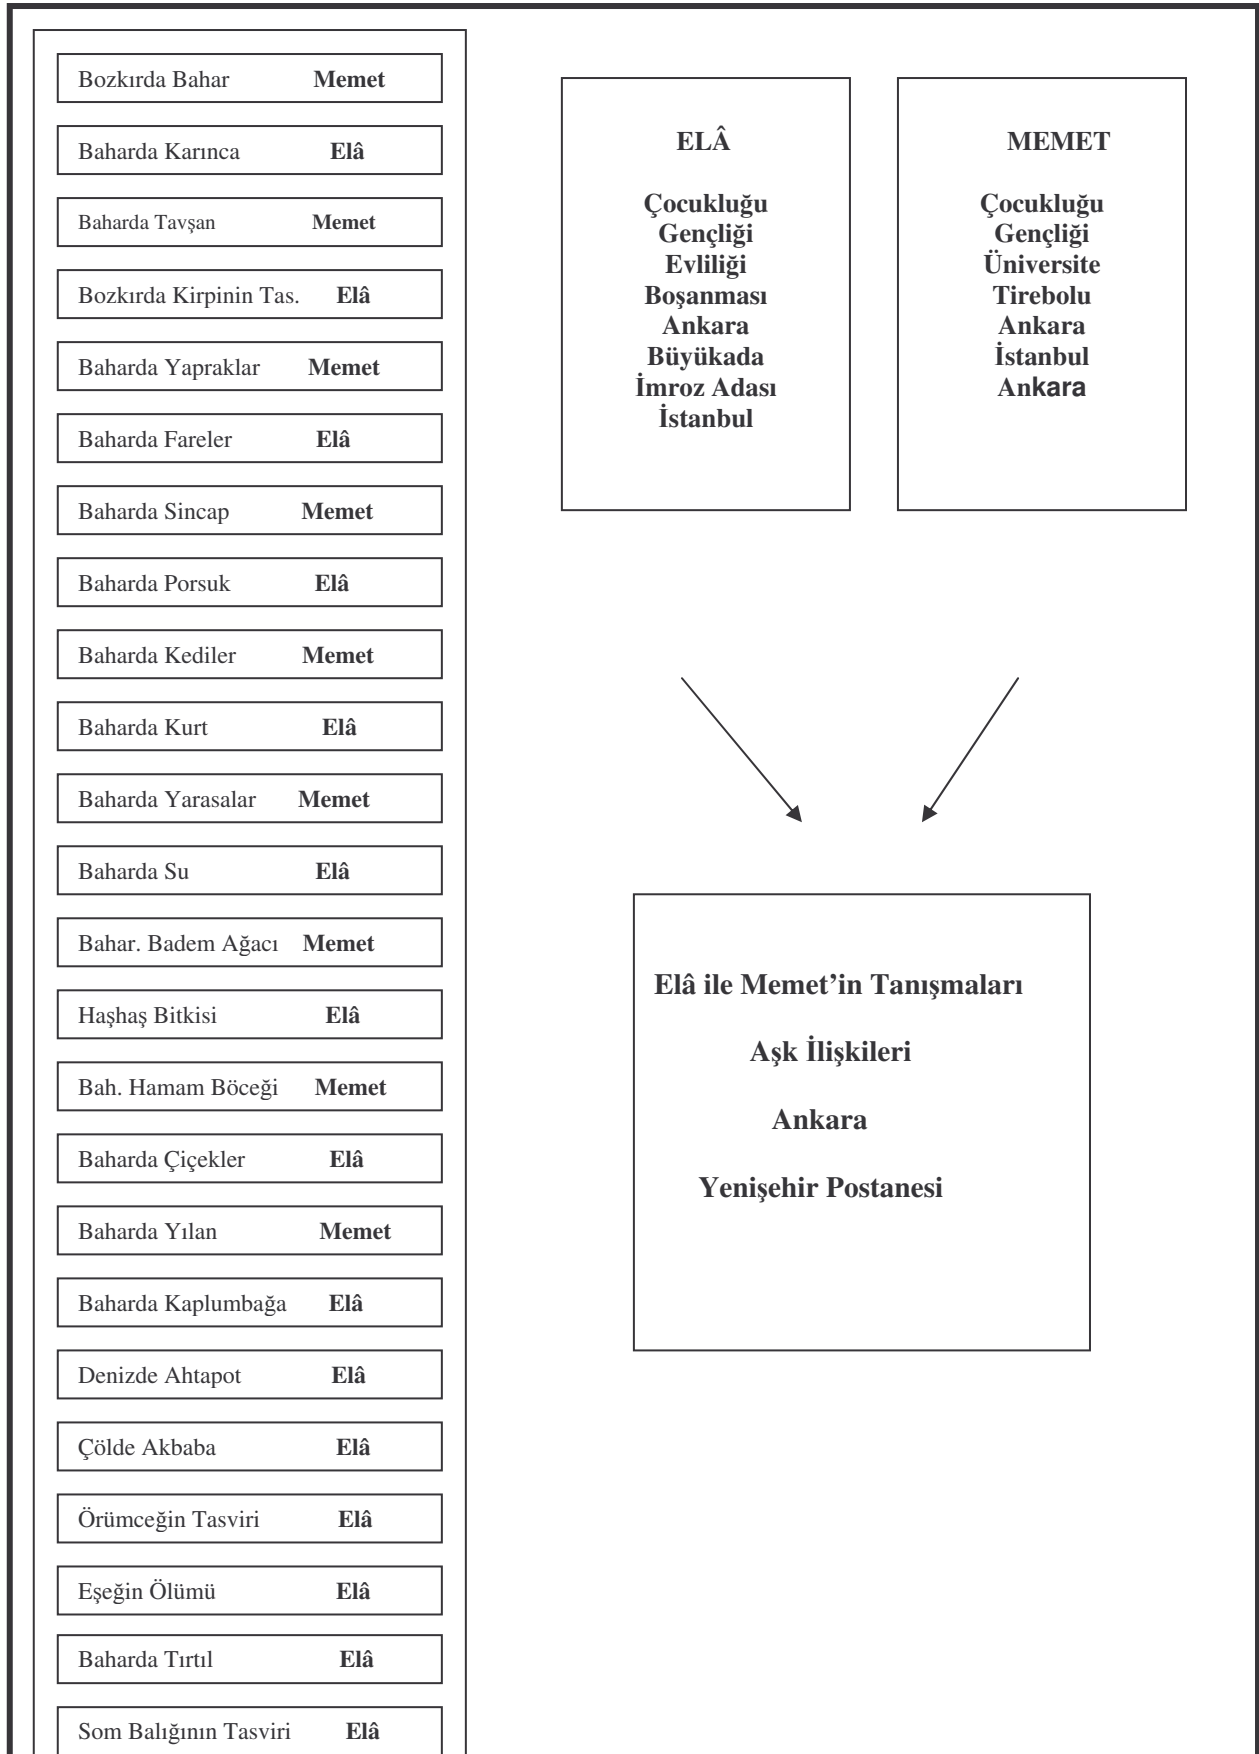 Bozkırda Bahar Memet
Baharda Karınca Elâ
Baharda Tavşan Memet
Bozkırda Kirpinin Tas. Elâ
Baharda Yapraklar Memet
Baharda Fareler Elâ
Baharda Sincap Memet
Baharda Porsuk Elâ
Baharda Kediler Memet
Baharda Kurt Elâ
Baharda Yarasalar Memet
Baharda Su Elâ
Bahar. Badem Ağacı Memet
Haşhaş Bitkisi Elâ
Bah. Hamam Böceği Memet
Baharda Çiçekler Elâ
Baharda Yılan Memet
Baharda Kaplumbağa Elâ
Denizde Ahtapot Elâ
Çölde Akbaba Elâ
Örümceğin Tasviri Elâ
Eşeğin Ölümü Elâ
Baharda Tırtıl Elâ
Som Balığının Tasviri Elâ
ELÂ
Çocukluğu
Gençliği
Evliliği
Boşanması
Ankara
Büyükada
İmroz Adası
İstanbul
MEMET
Çocukluğu
Gençliği
Üniversite
Tirebolu
Ankara
İstanbul
Ankara
Elâ ile Memet’in Tanışmaları
Aşk İlişkileri
Ankara
Yenişehir Postanesi